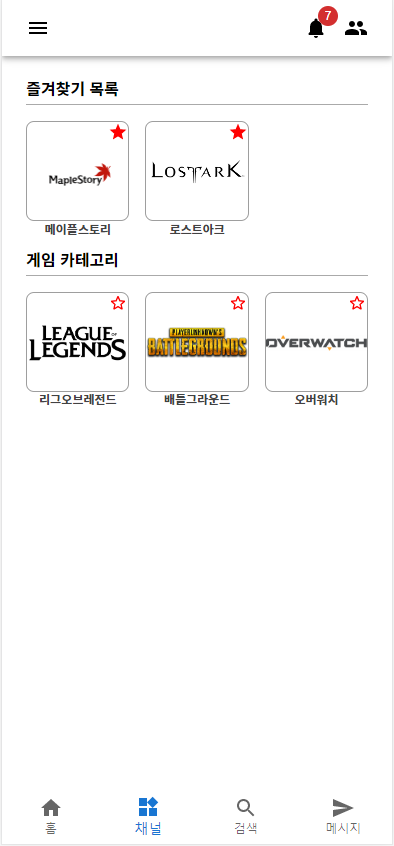 7
즐겨찾기 목록
MapleStory
LOSTARK
메이플스토리
로스트아크
게임 카테고리
LEAGUE OF
LEGENDS
PLAYERUNKNOWN'S
BATTLEGROUNDS
OVERWATCH
리그오브레전드
배틀그라운드
오버워치
홈
채널
검색
메시지